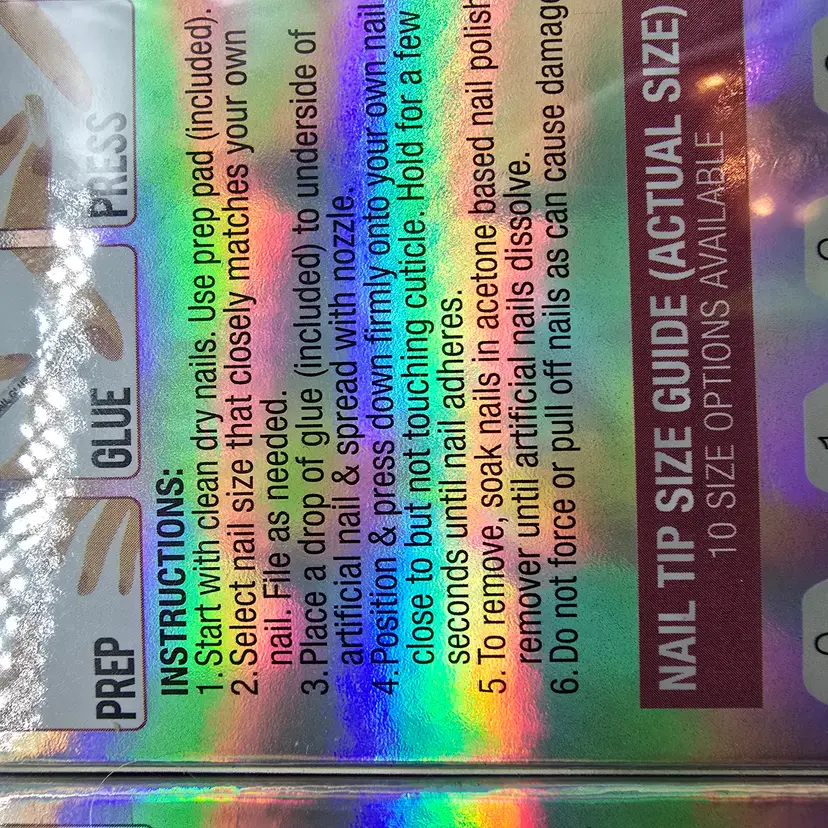 PREP
GLUE
PRESS
INSTRUCTIONS:
1. Start with clean dry nails. Use prep pad (included).
2. Select nail size that closely matches your own
nail. File as needed.
3. Place a drop of glue (included) to underside of
artificial nail & spread with nozzle.
4. Position & press down firmly onto your own nail
close to but not touching cuticle. Hold for a few
seconds until nail adheres.
5. To remove, soak nails in acetone based nail polish
remover until artificial nails dissolve.
6. Do not force or pull off nails as can cause damage
NAIL TIP SIZE GUIDE (ACTUAL SIZE)
10 SIZE OPTIONS AVAILABLE